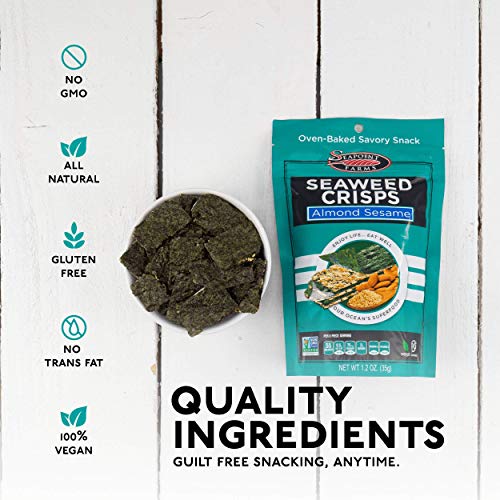 NO
GMO
ALL
NATURAL
GLUTEN
FREE
NO
TRANS FAT
100%
VEGAN
Oven-Baked Savory Snack
SEAPOINT
FARMS
SEAWEED
CRISPS
Almond Sesame
ENJOY LIFE... EAT WELL
OUR OCEAN'S SUPERFOOD
NET WT 1.2 OZ. (35g)
QUALITY
INGREDIENTS
GUILT FREE SNACKING, ANYTIME.